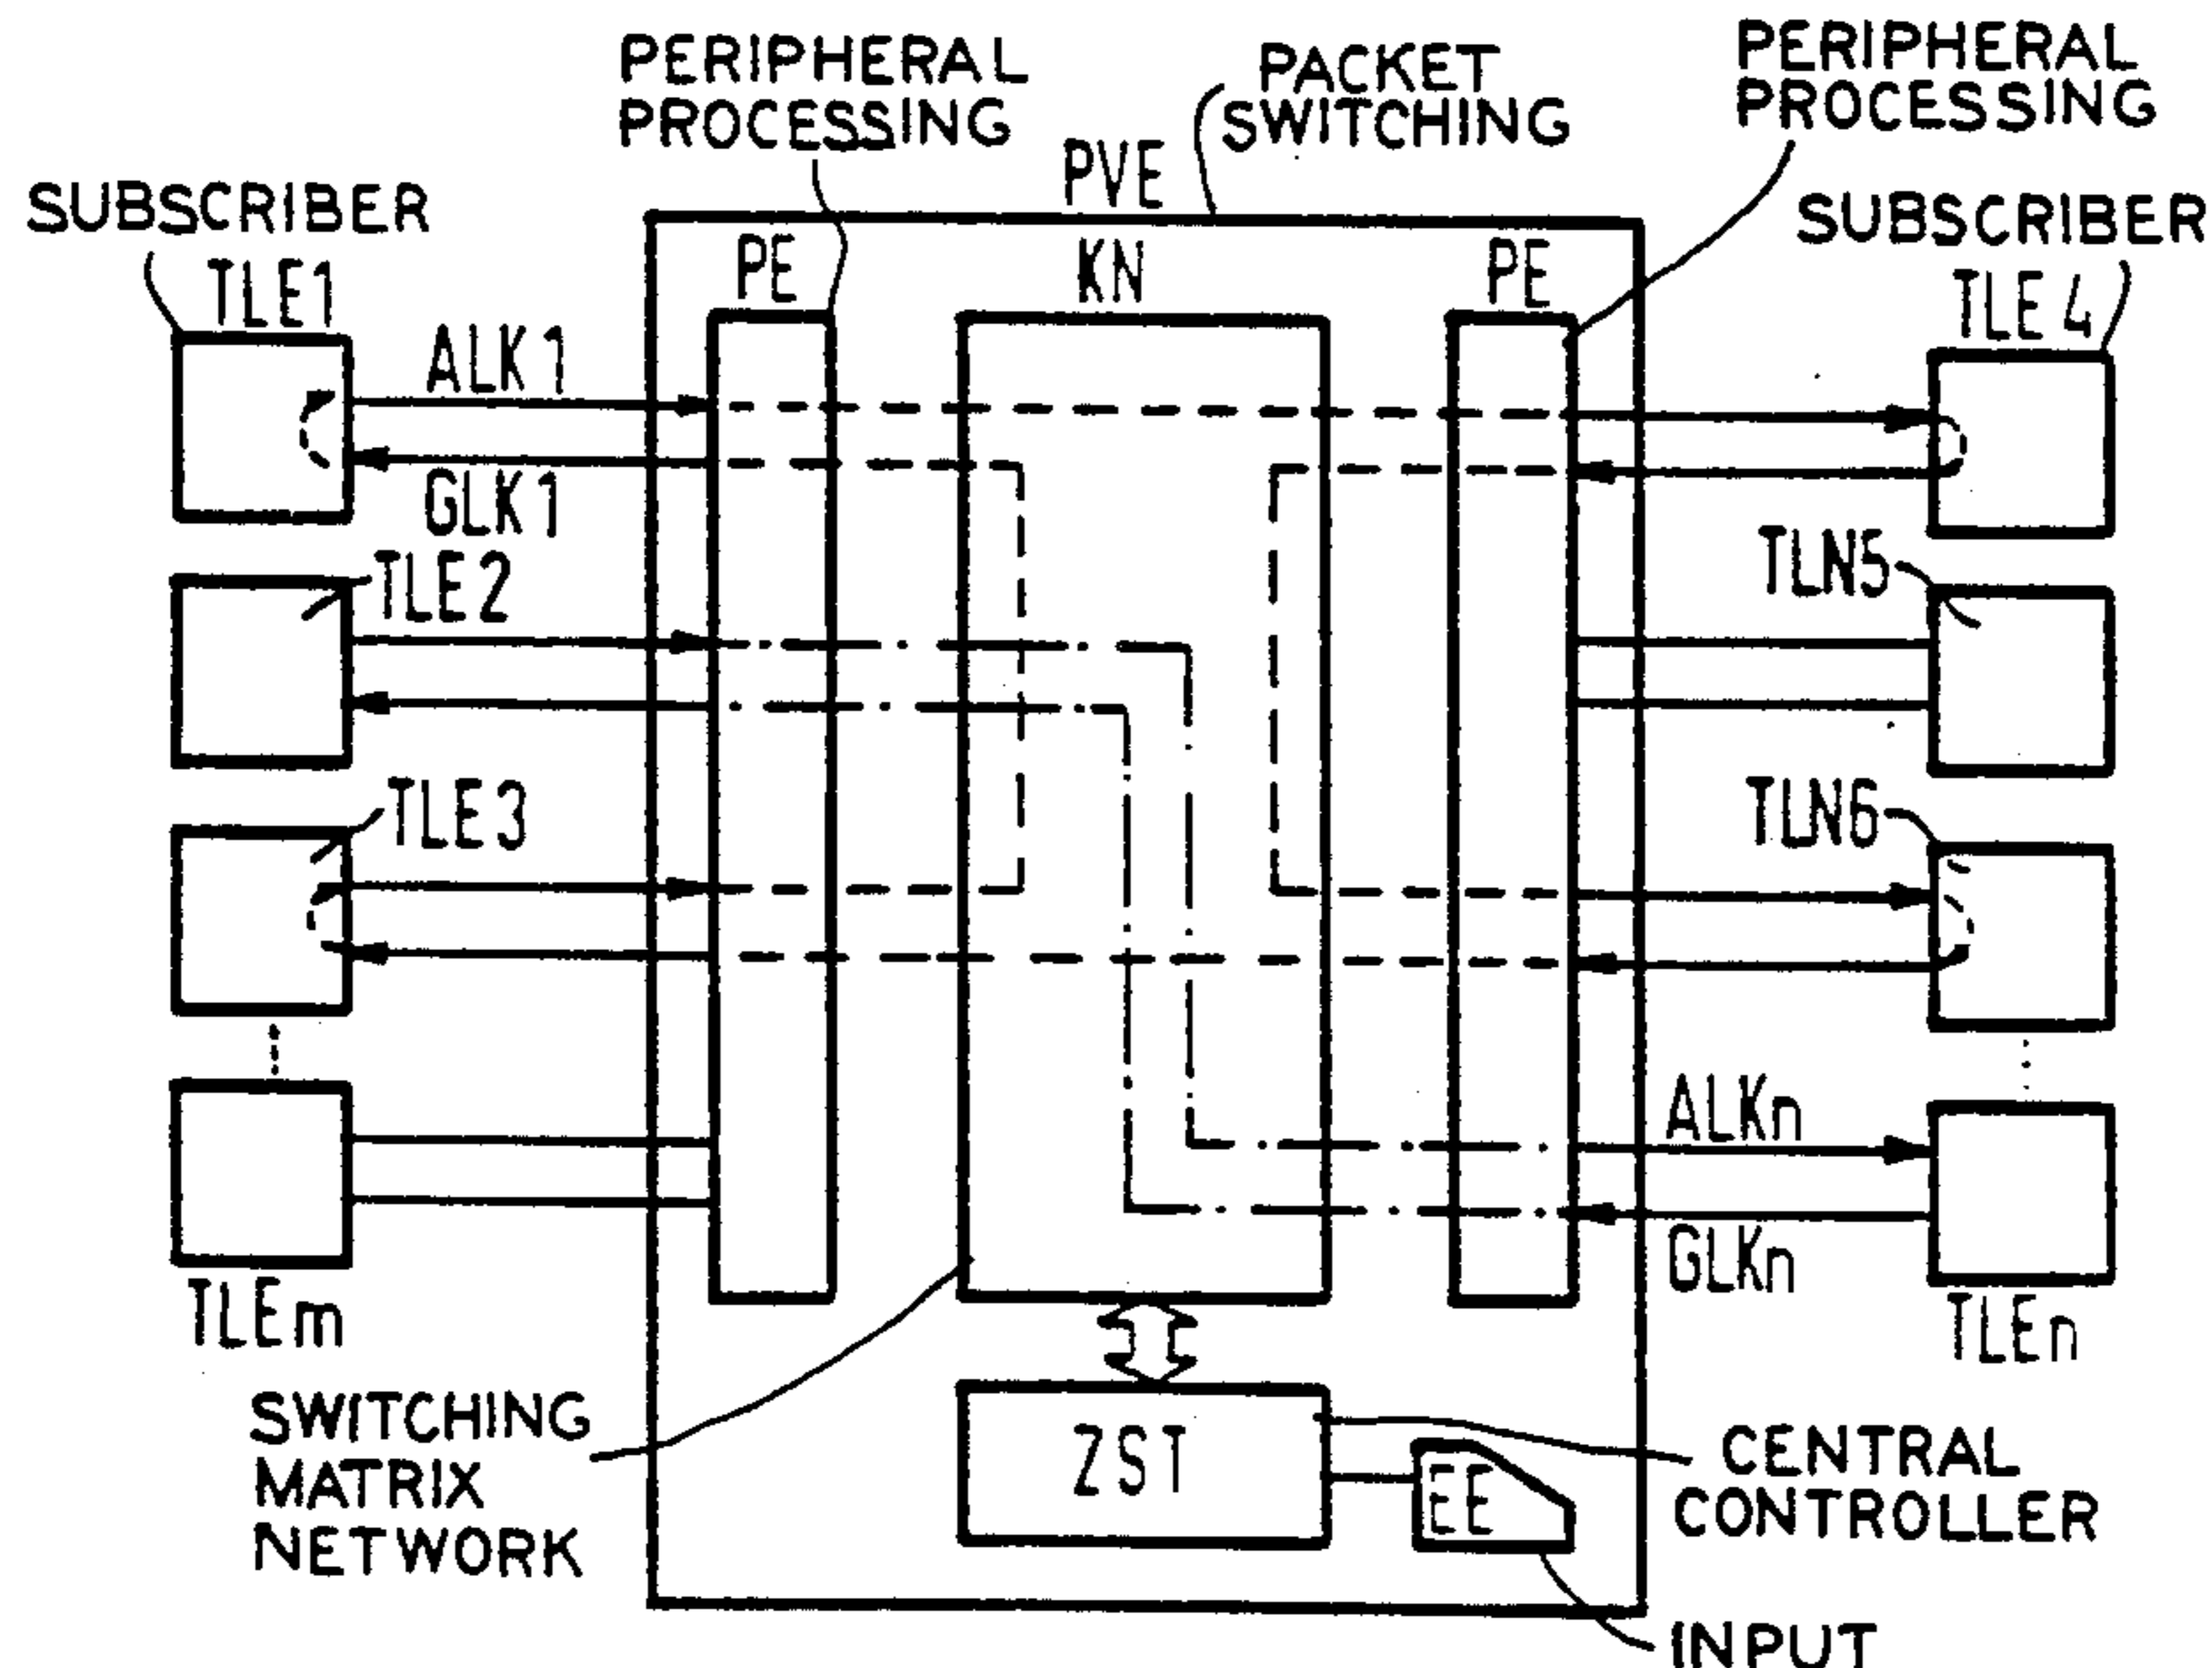 PERIPHERAL
PROCESSING
PACKET
SWITCHING
PERIPHERAL
PROCESSING
SUBSCRIBER
PVE
SUBSCRIBER
TLE1
PE
KN
PE
TLE4
ALK1
GLK1
TLE2
TLN5
TLE3
TLN6
ALKn
GLKn
TLEm
TLEn
SWITCHING
MATRIX
NETWORK
ZST
EE
CENTRAL
CONTROLLER
INPUT